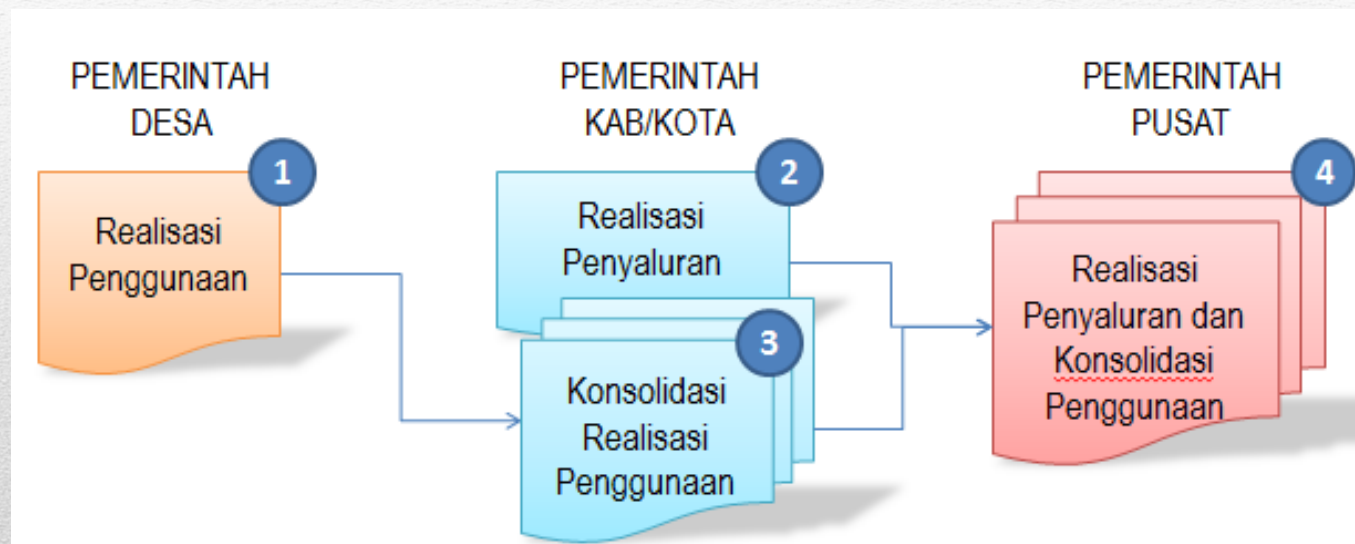 PEMERINTAH
DESA
1
Realisasi
Penggunaan
PEMERINTAH
KAB/KOTA
2
Realisasi
Penyaluran
3
Konsolidasi
Realisasi
Penggunaan
PEMERINTAH
PUSAT
4
Realisasi
Penyaluran dan
Konsolidasi
Penggunaan